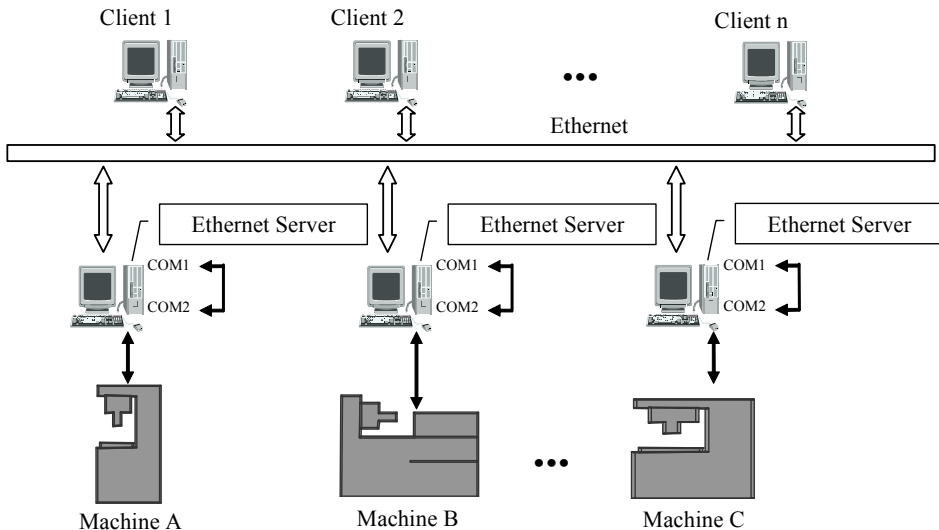 Client 1
Client 2
Client n
Ethernet
Ethernet Server
Ethernet Server
Ethernet Server
COM1
COM1
COM1
COM2
COM2
COM2
Machine A
Machine B
Machine C